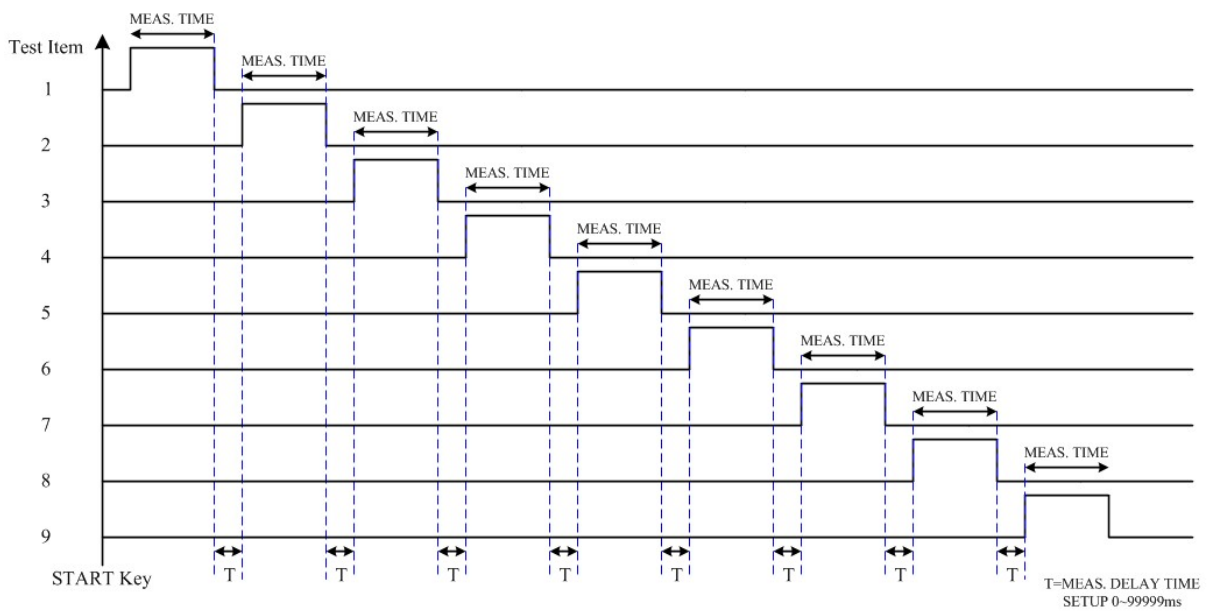 MEAS. TIME
Test Item
MEAS. TIME
1
MEAS. TIME
2
MEAS. TIME
3
MEAS. TIME
4
MEAS. TIME
5
MEAS. TIME
6
MEAS. TIME
7
MEAS. TIME
8
9
START Key
T T T T T T T T
T=MEAS. DELAY TIME
SETUP 0~99999ms